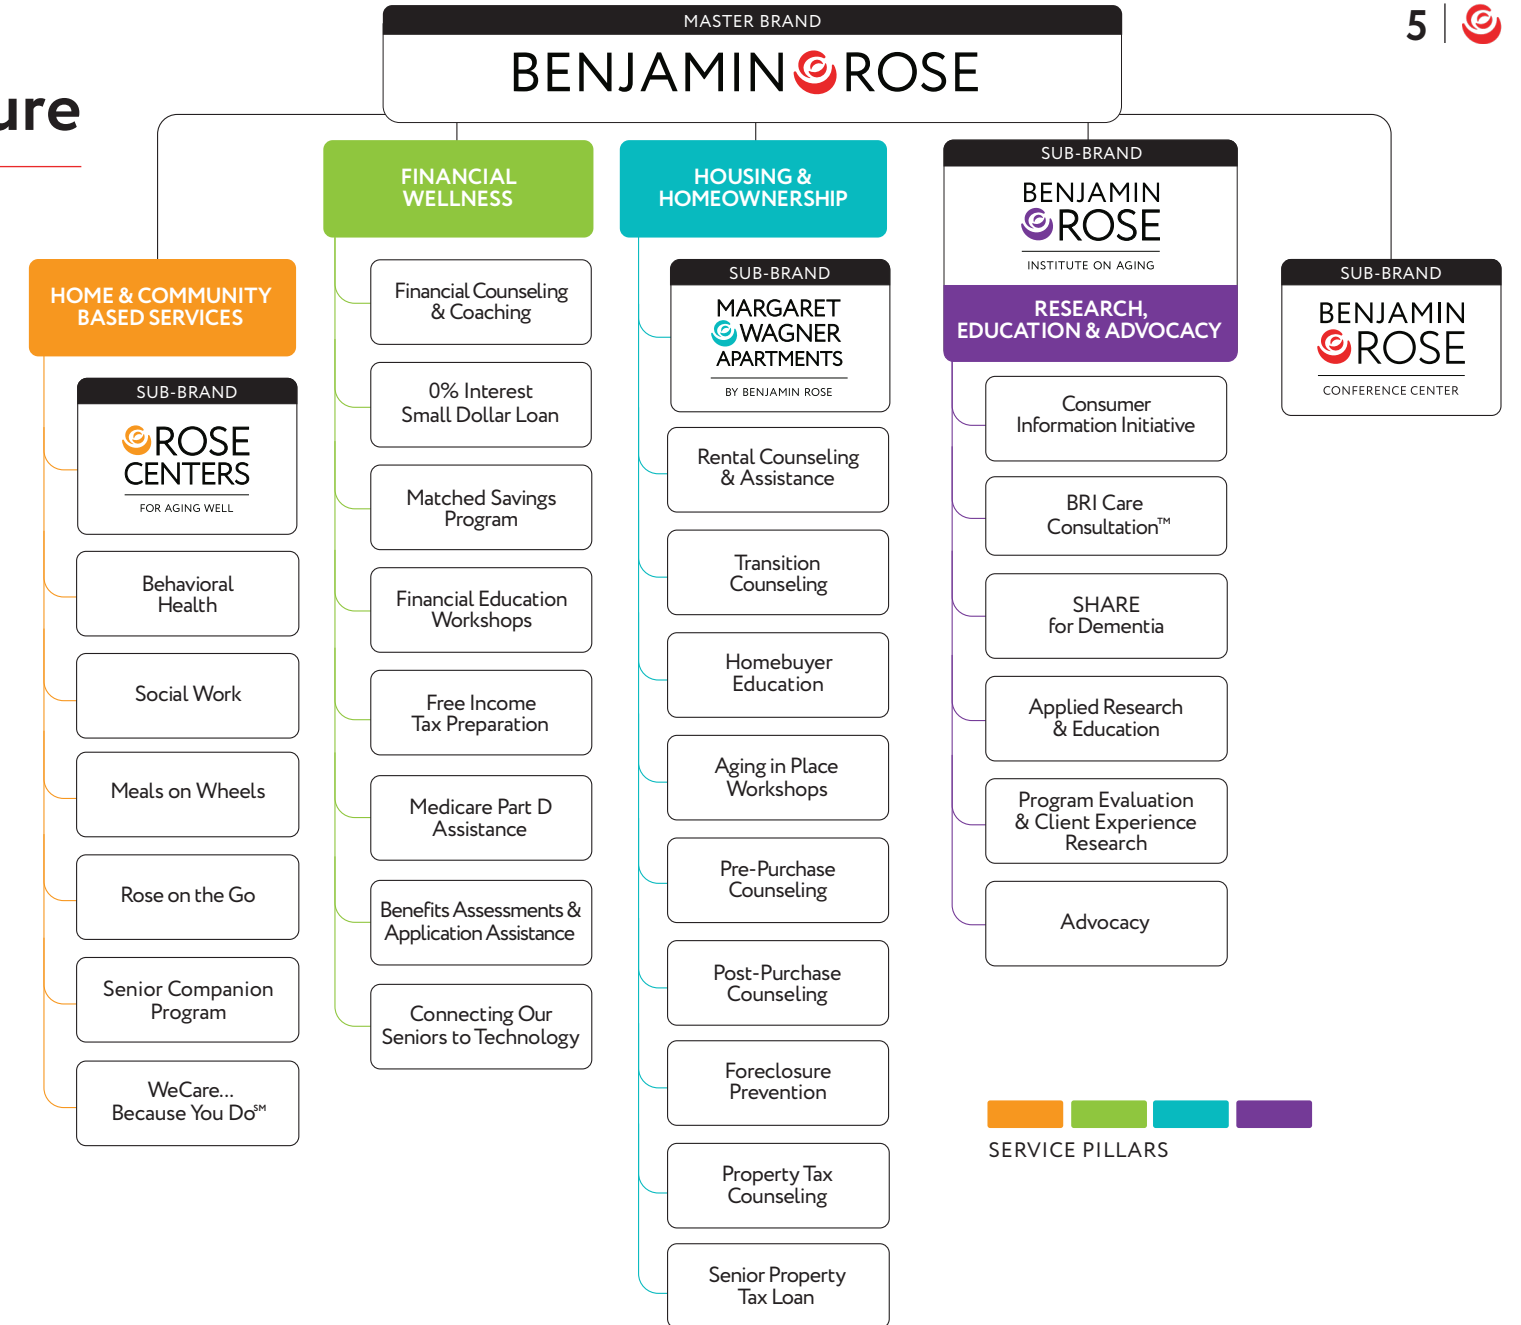 MASTER BRAND
BENJAMIN ROSE
5
ure
HOME & COMMUNITY
BASED SERVICES
SUB-BRAND
ROSE
CENTERS
FOR AGING WELL
Behavioral
Health
Social Work
Meals on Wheels
Rose on the Go
Senior Companion
Program
WeCare...
Because You Do℠
FINANCIAL
WELLNESS
Financial Counseling
& Coaching
0% Interest
Small Dollar Loan
Matched Savings
Program
Financial Education
Workshops
Free Income
Tax Preparation
Medicare Part D
Assistance
Benefits Assessments &
Application Assistance
Connecting Our
Seniors to Technology
HOUSING &
HOMEOWNERSHIP
SUB-BRAND
MARGARET
WAGNER
APARTMENTS
BY BENJAMIN ROSE
Rental Counseling
& Assistance
Transition
Counseling
Homebuyer
Education
Aging in Place
Workshops
Pre-Purchase
Counseling
Post-Purchase
Counseling
Foreclosure
Prevention
Property Tax
Counseling
Senior Property
Tax Loan
SUB-BRAND
BENJAMIN
ROSE
INSTITUTE ON AGING
RESEARCH,
EDUCATION & ADVOCACY
Consumer
Information Initiative
BRI Care
Consultation™
SHARE
for Dementia
Applied Research
& Education
Program Evaluation
& Client Experience
Research
Advocacy
SUB-BRAND
BENJAMIN
ROSE
CONFERENCE CENTER
SERVICE PILLARS